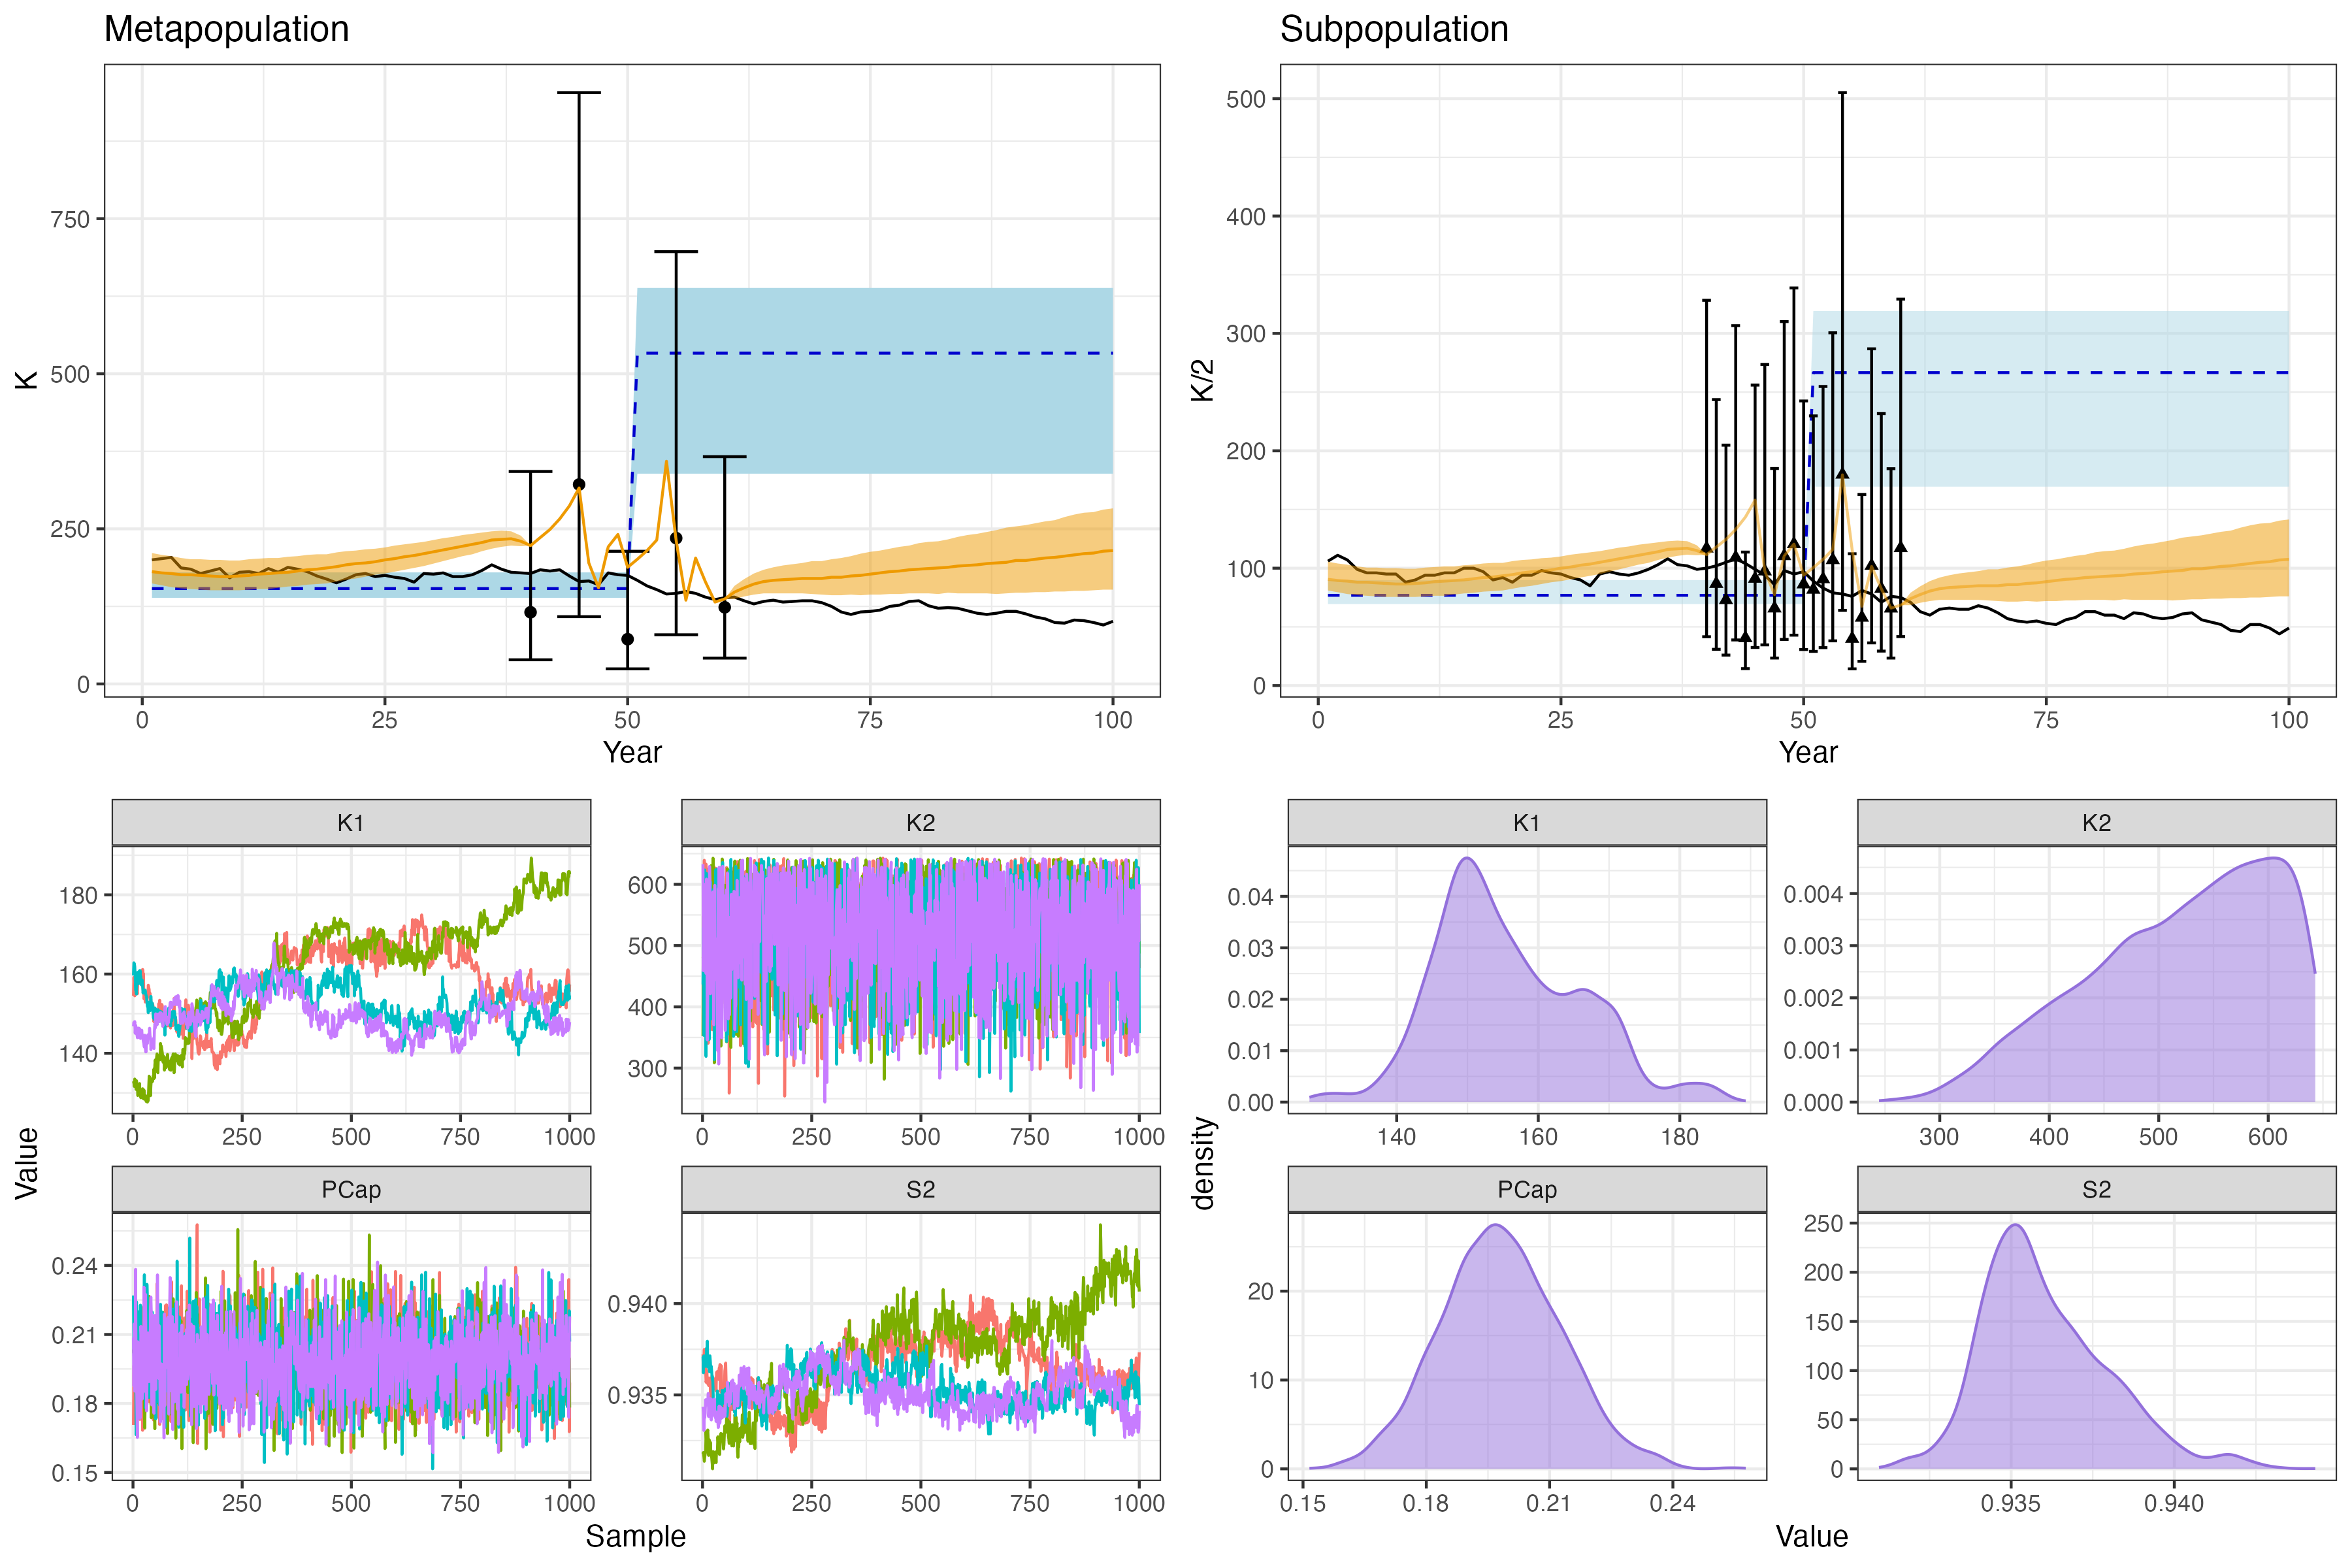 Metapopulation
K
750
500
250
0
0 25 50 75 100
Year
Subpopulation
K/2
500
400
300
200
100
0
0 25 50 75 100
Year
Value
K1
180
160
140
0 250 500 750 1000
K2
600
500
400
300
0 250 500 750 1000
PCap
0.24
0.21
0.18
0.15
0 250 500 750 1000
S2
0.940
0.935
0 250 500 750 1000
Sample
density
K1
0.04
0.03
0.02
0.01
0.00
140 160 180
K2
0.004
0.003
0.002
0.001
0.000
300 400 500 600
PCap
20
10
0
0.15 0.18 0.21 0.24
S2
250
200
150
100
50
0
0.935 0.940
Value